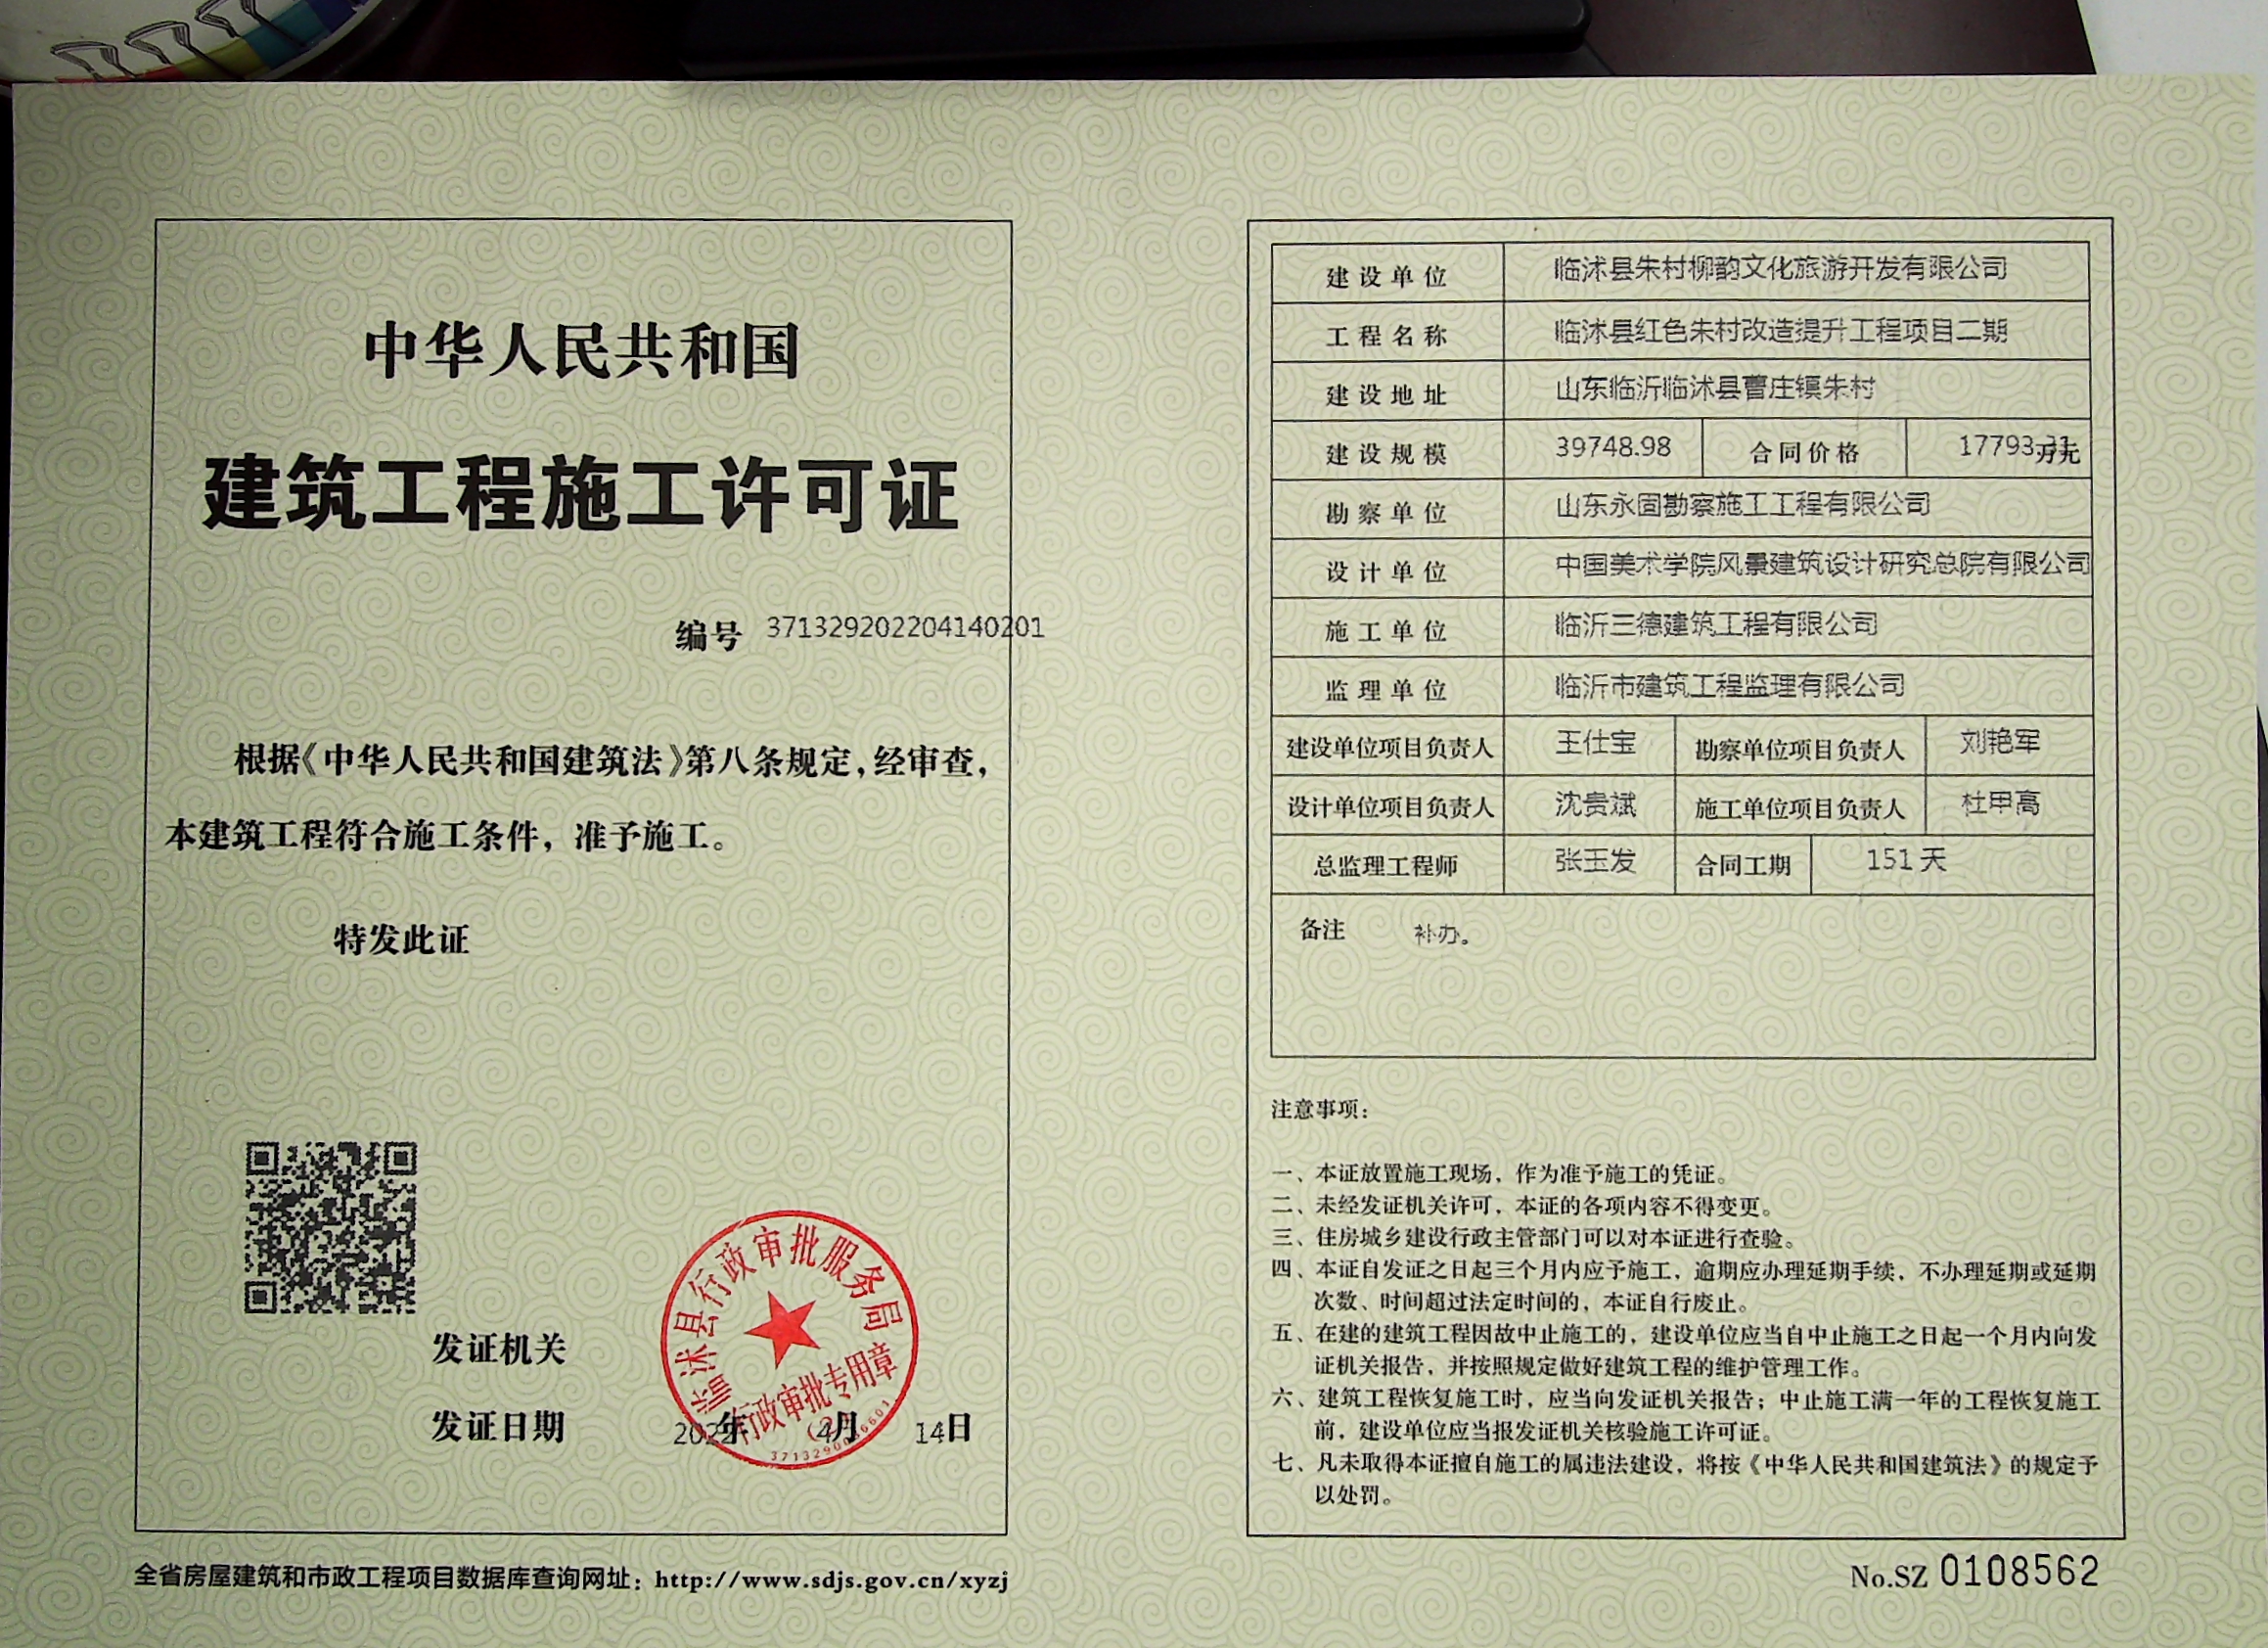 中华人民共和国
建筑工程施工许可证
编号 371329202204140201
根据《中华人民共和国建筑法》第八条规定，经审查，
本建筑工程符合施工条件，准予施工。
特发此证
发证机关
临沭县行政审批服务局
行政审批专用章
发证日期 2022年 4月 14日
全省房屋建筑和市政工程项目数据库查询网址：http://www.sdjs.gov.cn/xyzj
建设单位 临沭县朱村柳韵文化旅游开发有限公司
工程名称 临沭县红色朱村改造提升工程项目二期
建设地址 山东临沂临沭县曹庄镇朱村
建设规模 39748.98 合同价格 17793.31万元
勘察单位 山东永固勘察施工工程有限公司
设计单位 中国美术学院风景建筑设计研究总院有限公司
施工单位 临沂三德建筑工程有限公司
监理单位 临沂市建筑工程监理有限公司
建设单位项目负责人 王仕宝 勘察单位项目负责人 刘艳军
设计单位项目负责人 沈贵斌 施工单位项目负责人 杜甲高
总监理工程师 张玉发 合同工期 151 天
备注 补办。
注意事项：
一、本证放置施工现场，作为准予施工的凭证。
二、未经发证机关许可，本证的各项内容不得变更。
三、住房城乡建设行政主管部门可以对本证进行查验。
四、本证自发证之日起三个月内应予施工，逾期应办理延期手续，不办理延期或延期
次数、时间超过法定时间的，本证自行废止。
五、在建的建筑工程因故中止施工的，建设单位应当自中止施工之日起一个月内向发
证机关报告，并按照规定做好建筑工程的维护管理工作。
六、建筑工程恢复施工时，应当向发证机关报告；中止施工满一年的工程恢复施工
前，建设单位应当报发证机关核验施工许可证。
七、凡未取得本证擅自施工的属违法建设，将按《中华人民共和国建筑法》的规定予
以处罚。
No.SZ 0108562